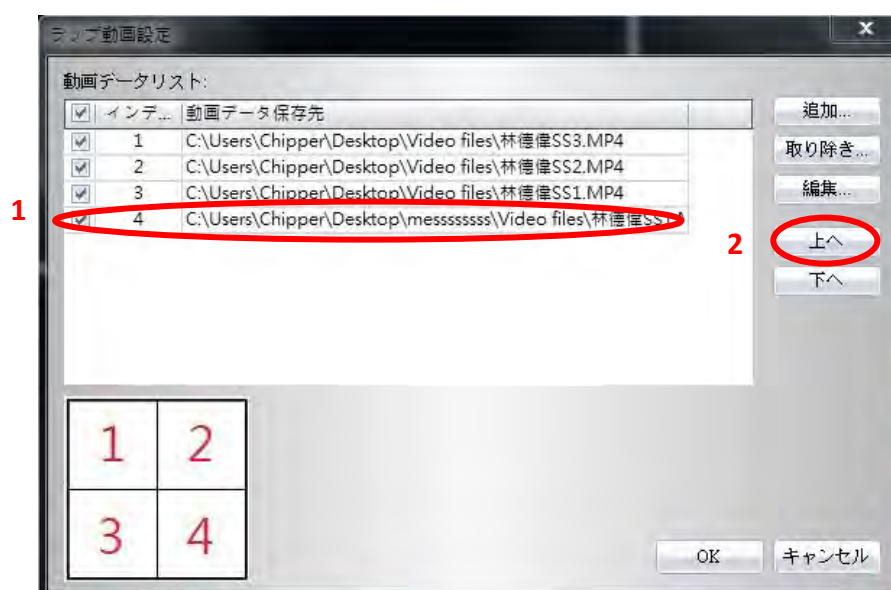 ラップ動画設定
x
動画データリスト:
インデ... 動画データ保存先
1 C:\Users\Chipper\Desktop\Video files\林德偉SS3.MP4
2 C:\Users\Chipper\Desktop\Video files\林德偉SS2.MP4
3 C:\Users\Chipper\Desktop\Video files\林德偉SS1.MP4
4 C:\Users\Chipper\Desktop\messsssssss\Video files\林德偉
1
追加...
取り除き...
編集...
2
上へ
下へ
1 2
3 4
OK キャンセル